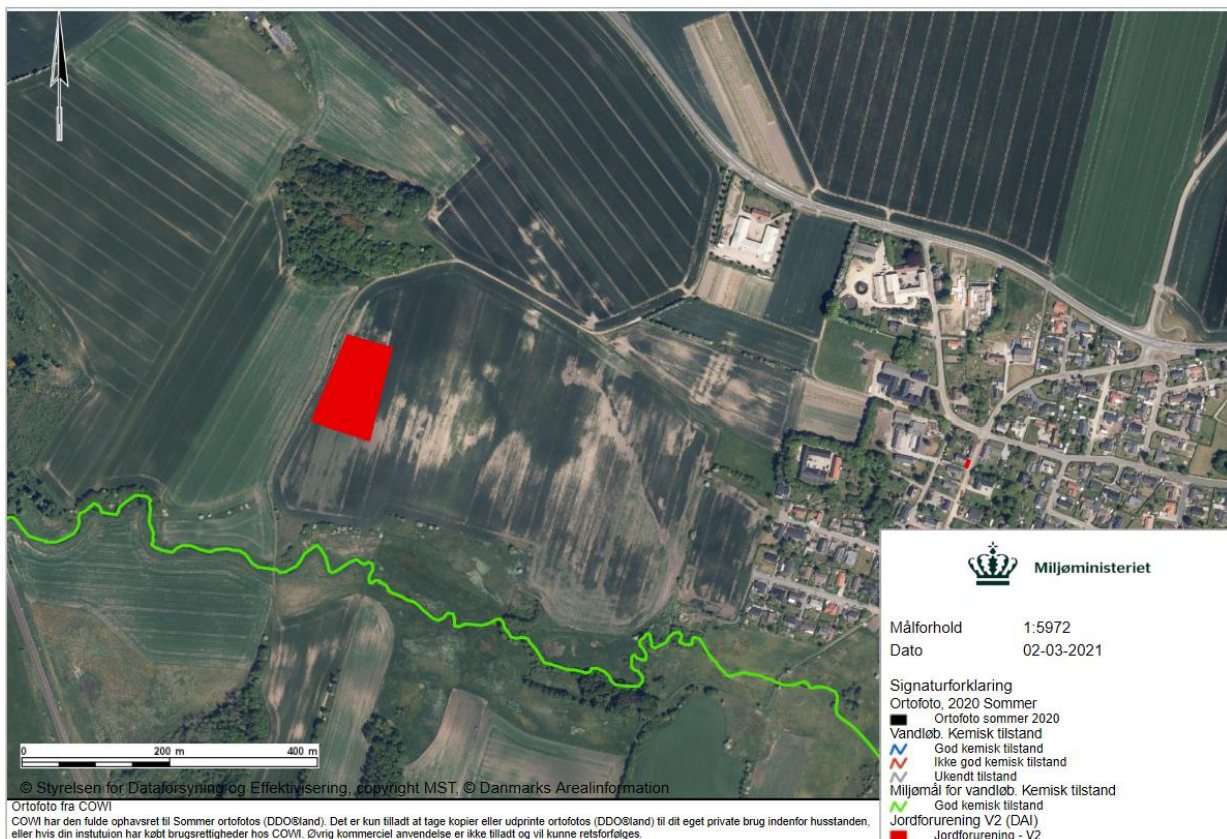 0 200 m 400 m
© Styrelsen for Dataforsyning og Effektivisering, copyright MST, © Danmarks Arealinformation
Miljøministeriet
Målforhold 1:5972
Dato 02-03-2021
Signaturforklaring
Ortofoto, 2020 Sommer
Ortofoto sommer 2020
Vandløb. Kemisk tilstand
God kemisk tilstand
Ikke god kemisk tilstand
Ukendt tilstand
Miljømål for vandløb. Kemisk tilstand
God kemisk tilstand
Jordforurening V2 (DAI)
Jordforurening - V2
Ortofoto fra COWI
COWI har den fulde ophavsret til Sommer ortofotos (DDO®land). Det er kun tilladt at tage kopier eller udprinte ortofotos (DDO®land) til dit eget private brug indenfor husstanden,
eller hvis din instutuion har købt brugsrettigheder hos COWI. Øvrig kommerciel anvendelse er ikke tilladt og vil kunne retsforfølges.